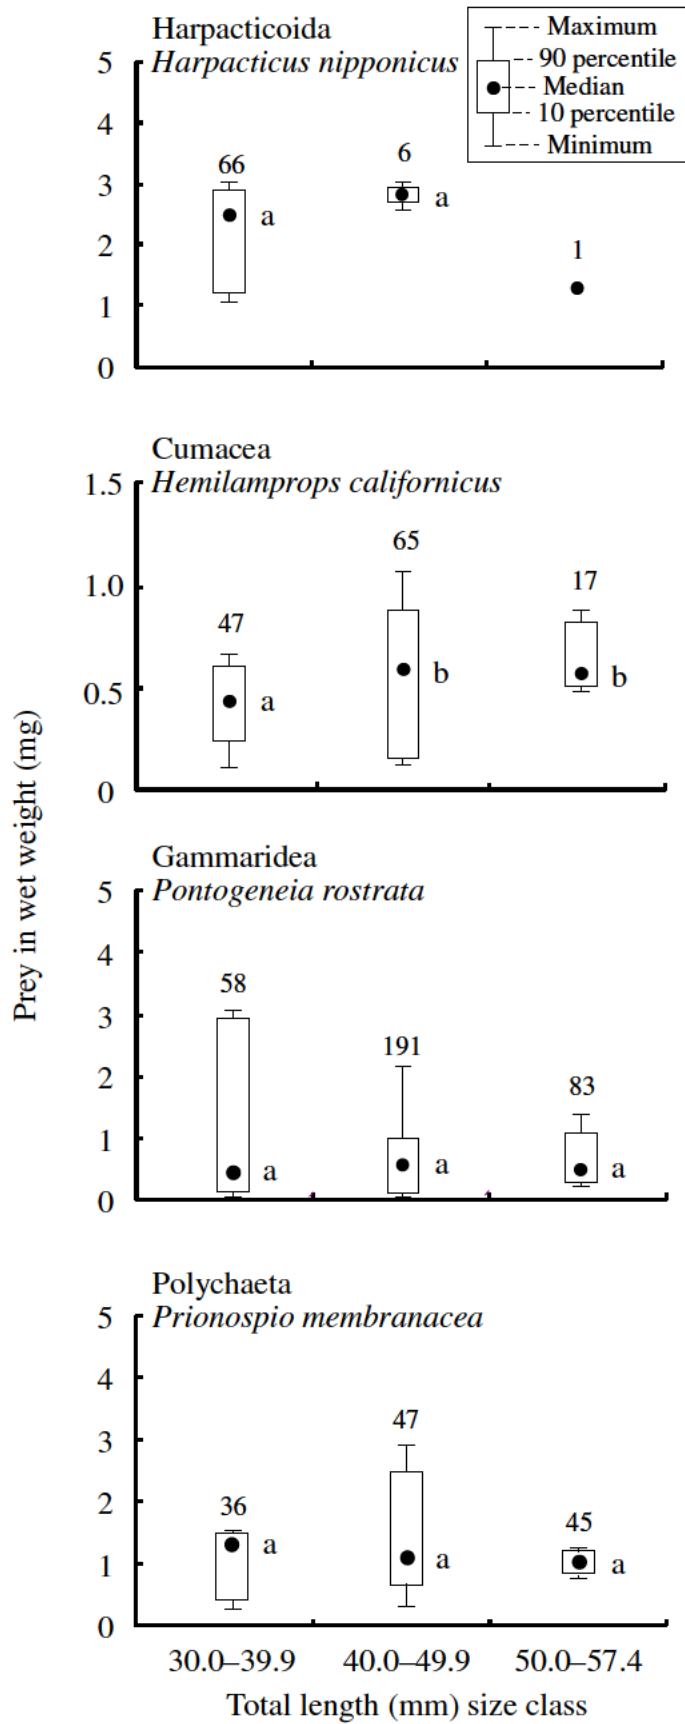 Harpacticoida
Harpacticus nipponicus
Maximum
90 percentile
Median
10 percentile
Minimum
5
4
3
2
1
0
66
a
6
a
1
Cumacea
Hemilamprops californicus
1.5
1.0
0.5
0
47
a
65
b
17
b
Prey in wet weight (mg)
Gammaridea
Pontogeneia rostrata
5
4
3
2
1
0
58
a
191
a
83
a
Polychaeta
Prionospio membranacea
5
4
3
2
1
0
36
a
47
a
45
a
30.0–39.9 40.0–49.9 50.0–57.4
Total length (mm) size class